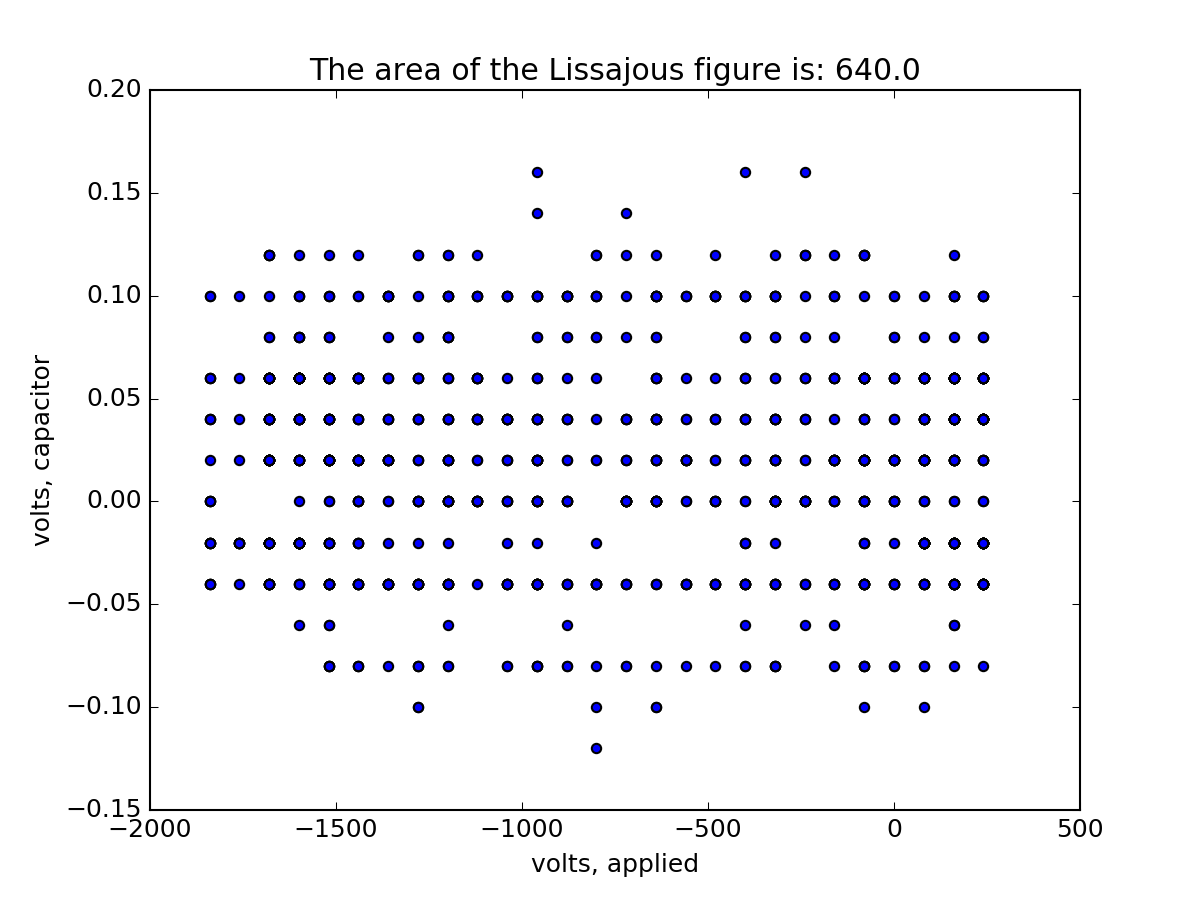 The area of the Lissajous figure is: 640.0
0.20
0.15
0.10
0.05
0.00
−0.05
−0.10
−0.15
volts, capacitor
−2000 −1500 −1000 −500 0 500
volts, applied